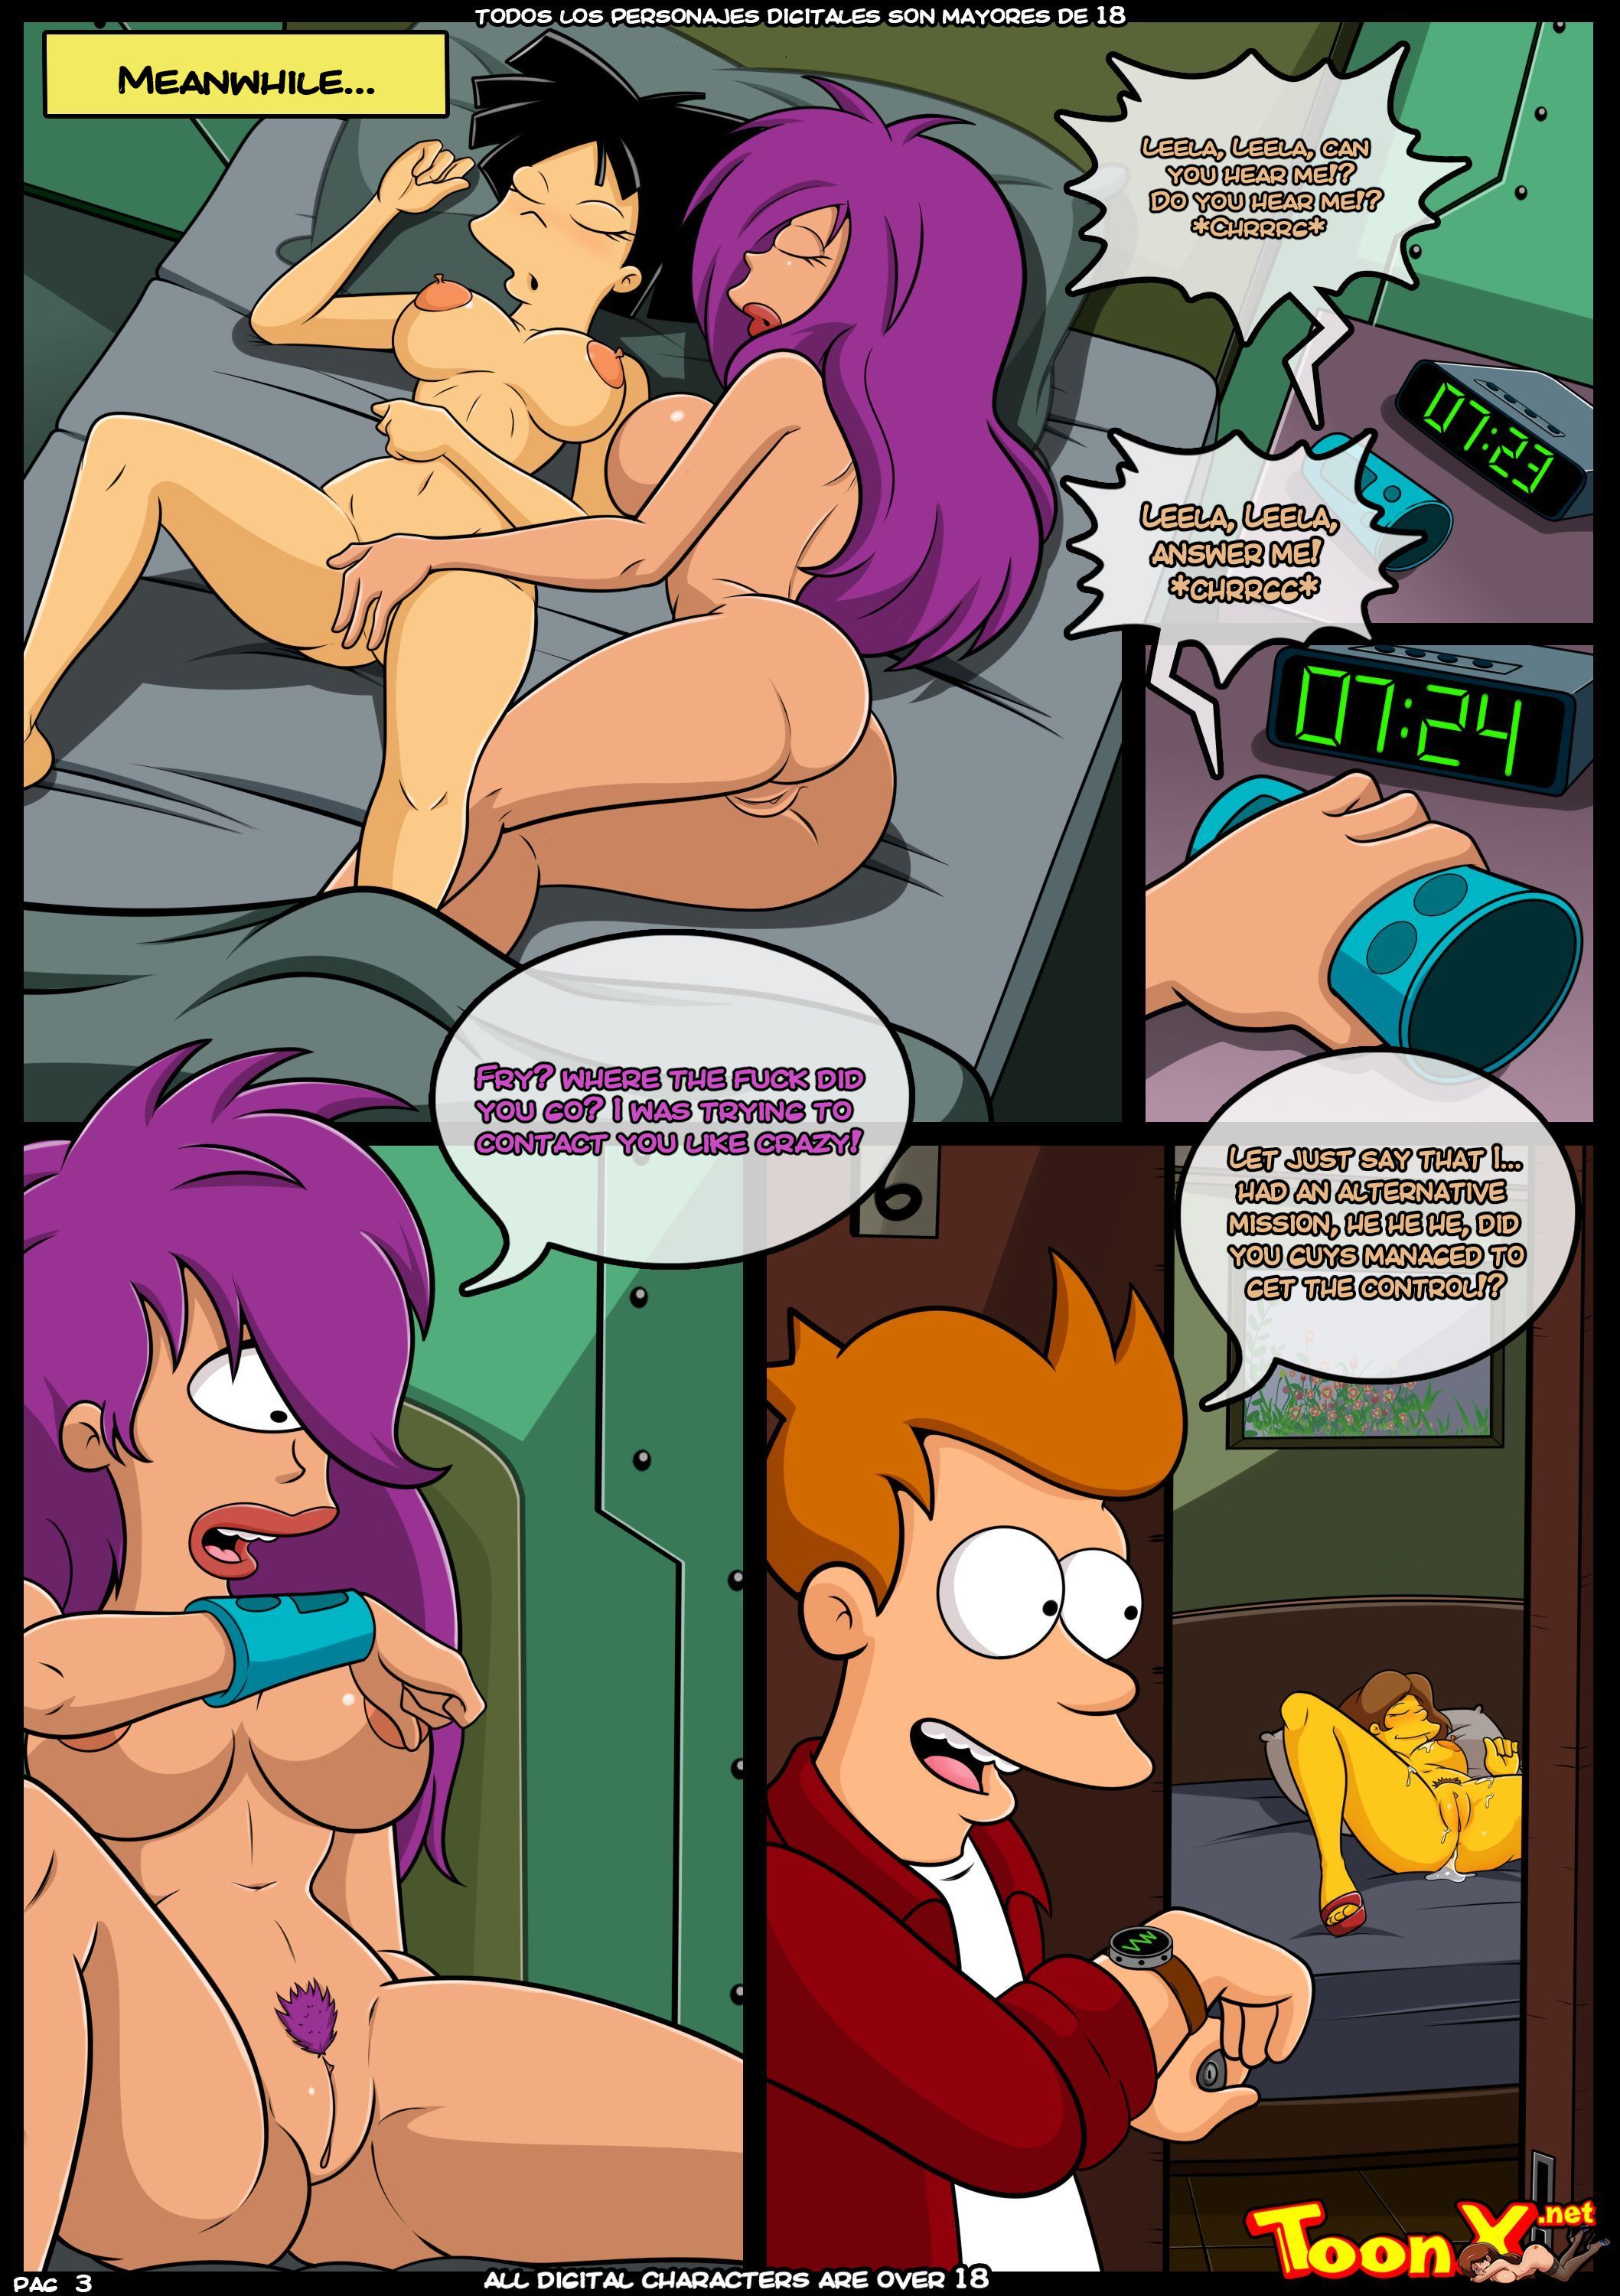 TODOS LOS PERSONAJES DIGITALES SON MAYORES DE 18
MEANWHILE...
LEELA, LEELA, CAN
YOU HEAR ME!?
DO YOU HEAR ME!?
*CHRRRG*
07:23
LEELA, LEELA,
ANSWER ME!
*CHRRGG*
07:24
FRY? WHERE THE FUCK DID
YOU GO? I WAS TRYING TO
CONTACT YOU LIKE CRAZY!
6
LET JUST SAY THAT I...
HAD AN ALTERNATIVE
MISSION, HE HE HE, DID
YOU GUYS MANAGED TO
GET THE CONTROL!?
TOONX.net
PAG 3
ALL DIGITAL CHARACTERS ARE OVER 18